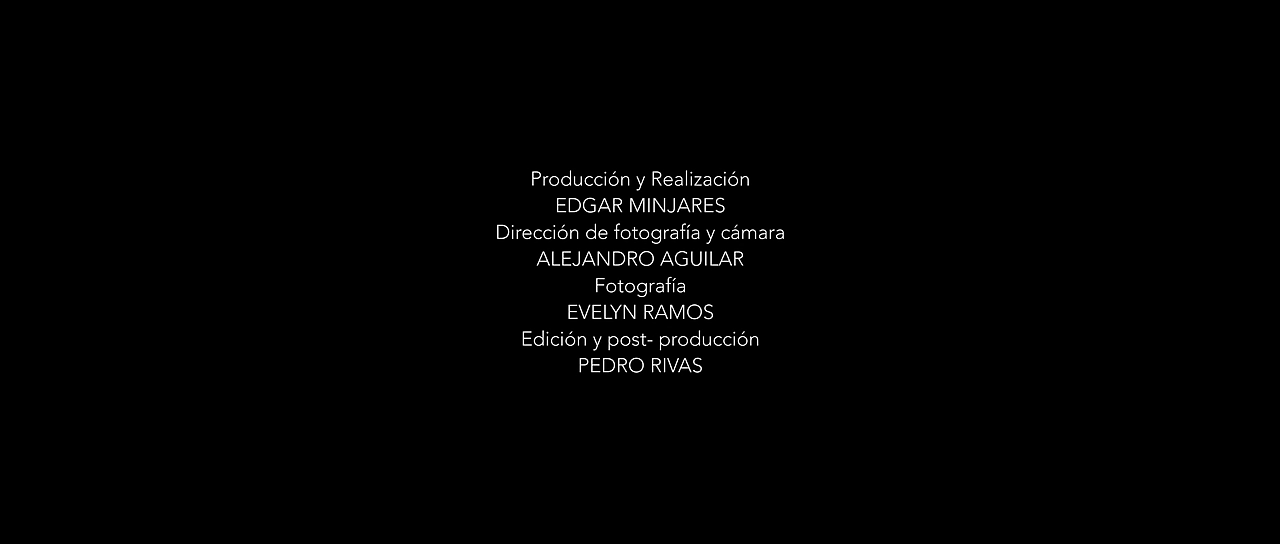 Producción y Realización
EDGAR MINJARES
Dirección de fotografía y cámara
ALEJANDRO AGUILAR
Fotografía
EVELYN RAMOS
Edición y post- producción
PEDRO RIVAS